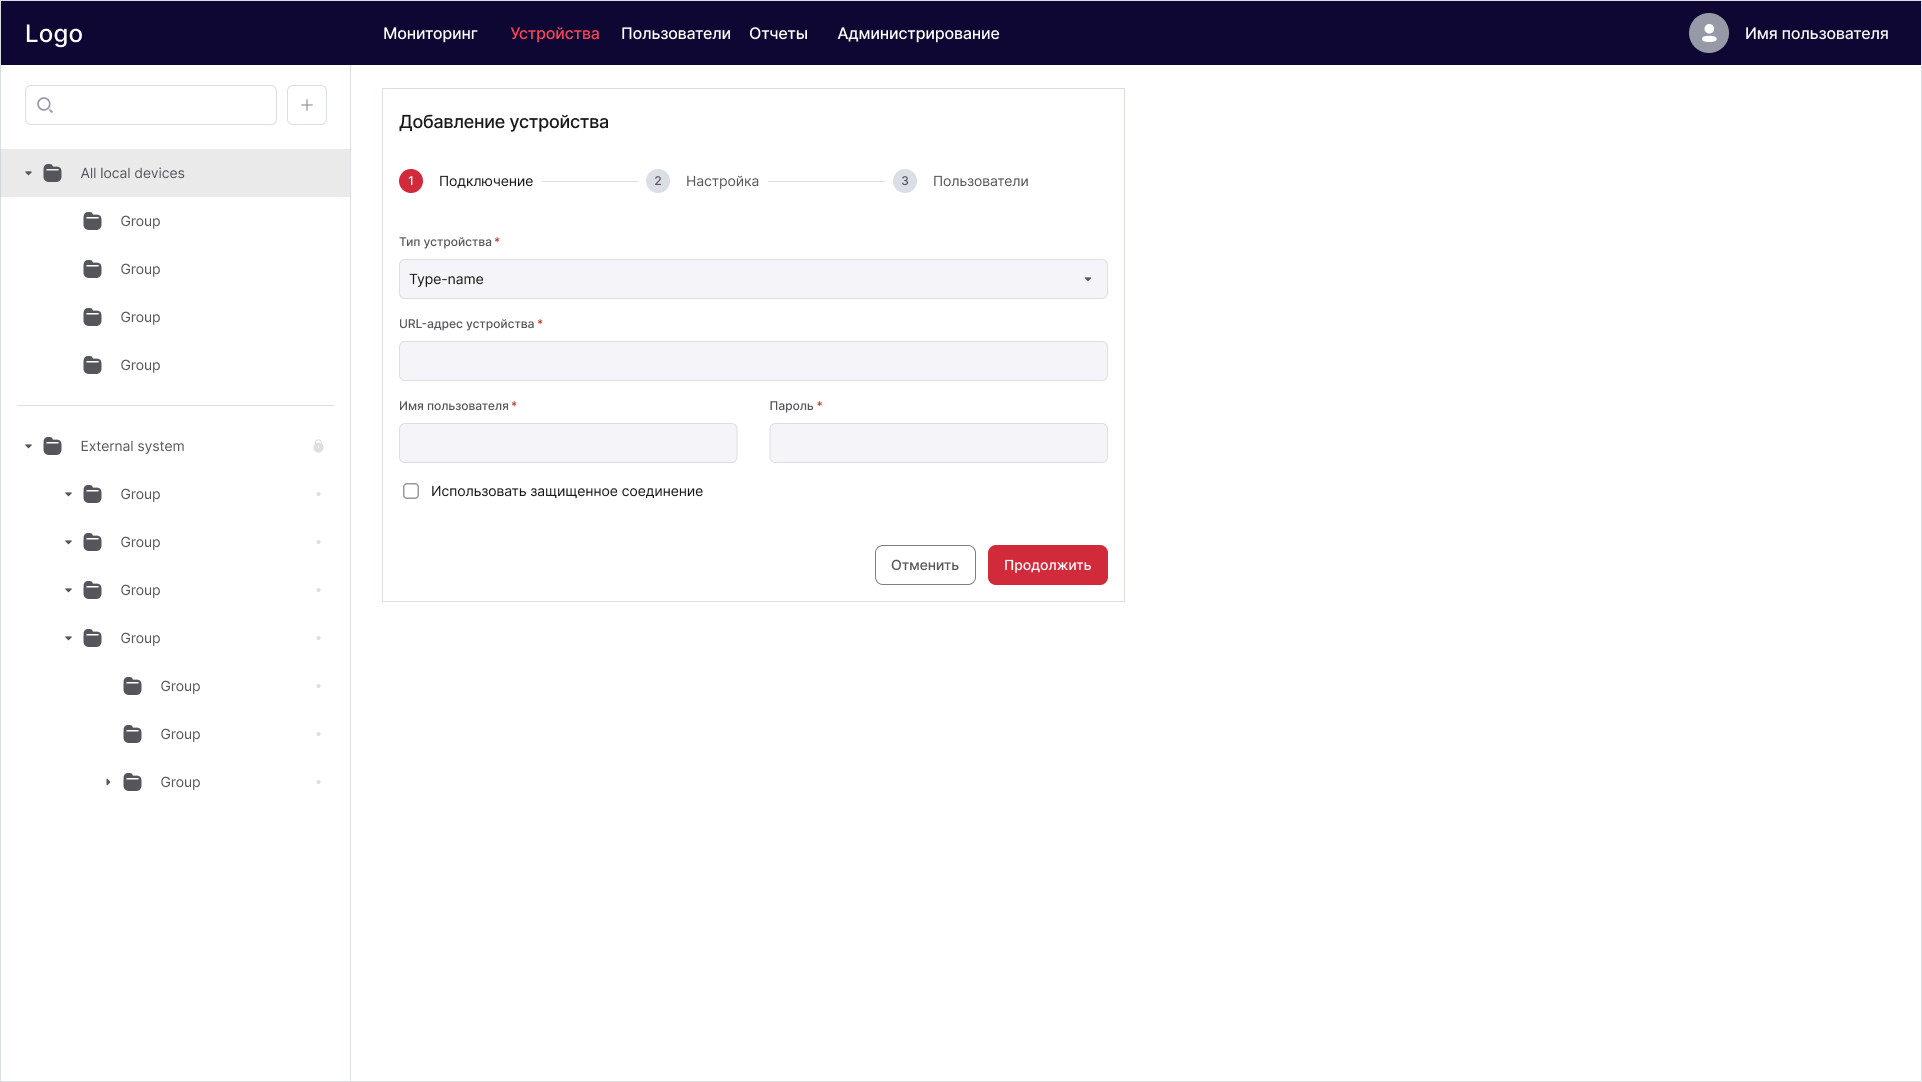 Logo
Мониторинг Устройства Пользователи Отчеты Администрирование
Имя пользователя
All local devices
Group
Group
Group
Group
External system
Group
Group
Group
Group
Group
Group
Group
Добавление устройства
1 Подключение 2 Настройка 3 Пользователи
Тип устройства *
Type-name
URL-адрес устройства *
Имя пользователя * Пароль *
Использовать защищенное соединение
Отменить Продолжить